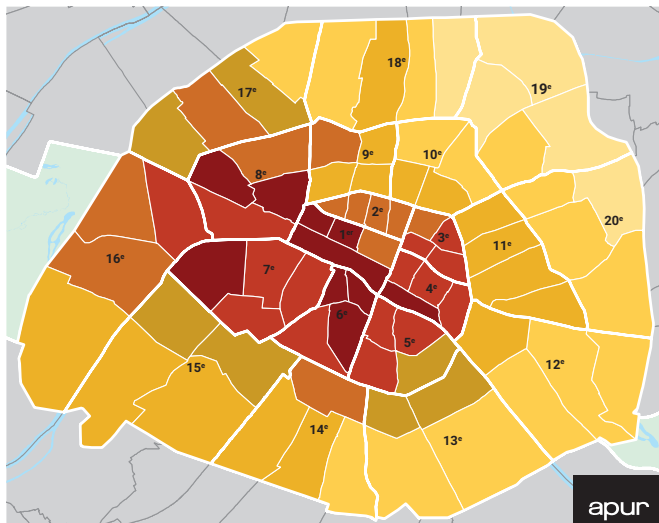 18ᵉ
19ᵉ
17ᵉ
9ᵉ
10ᵉ
8ᵉ
2ᵉ
20ᵉ
1ᵉʳ
3ᵉ
11ᵉ
16ᵉ
7ᵉ
4ᵉ
6ᵉ
5ᵉ
15ᵉ
12ᵉ
14ᵉ
13ᵉ
apur